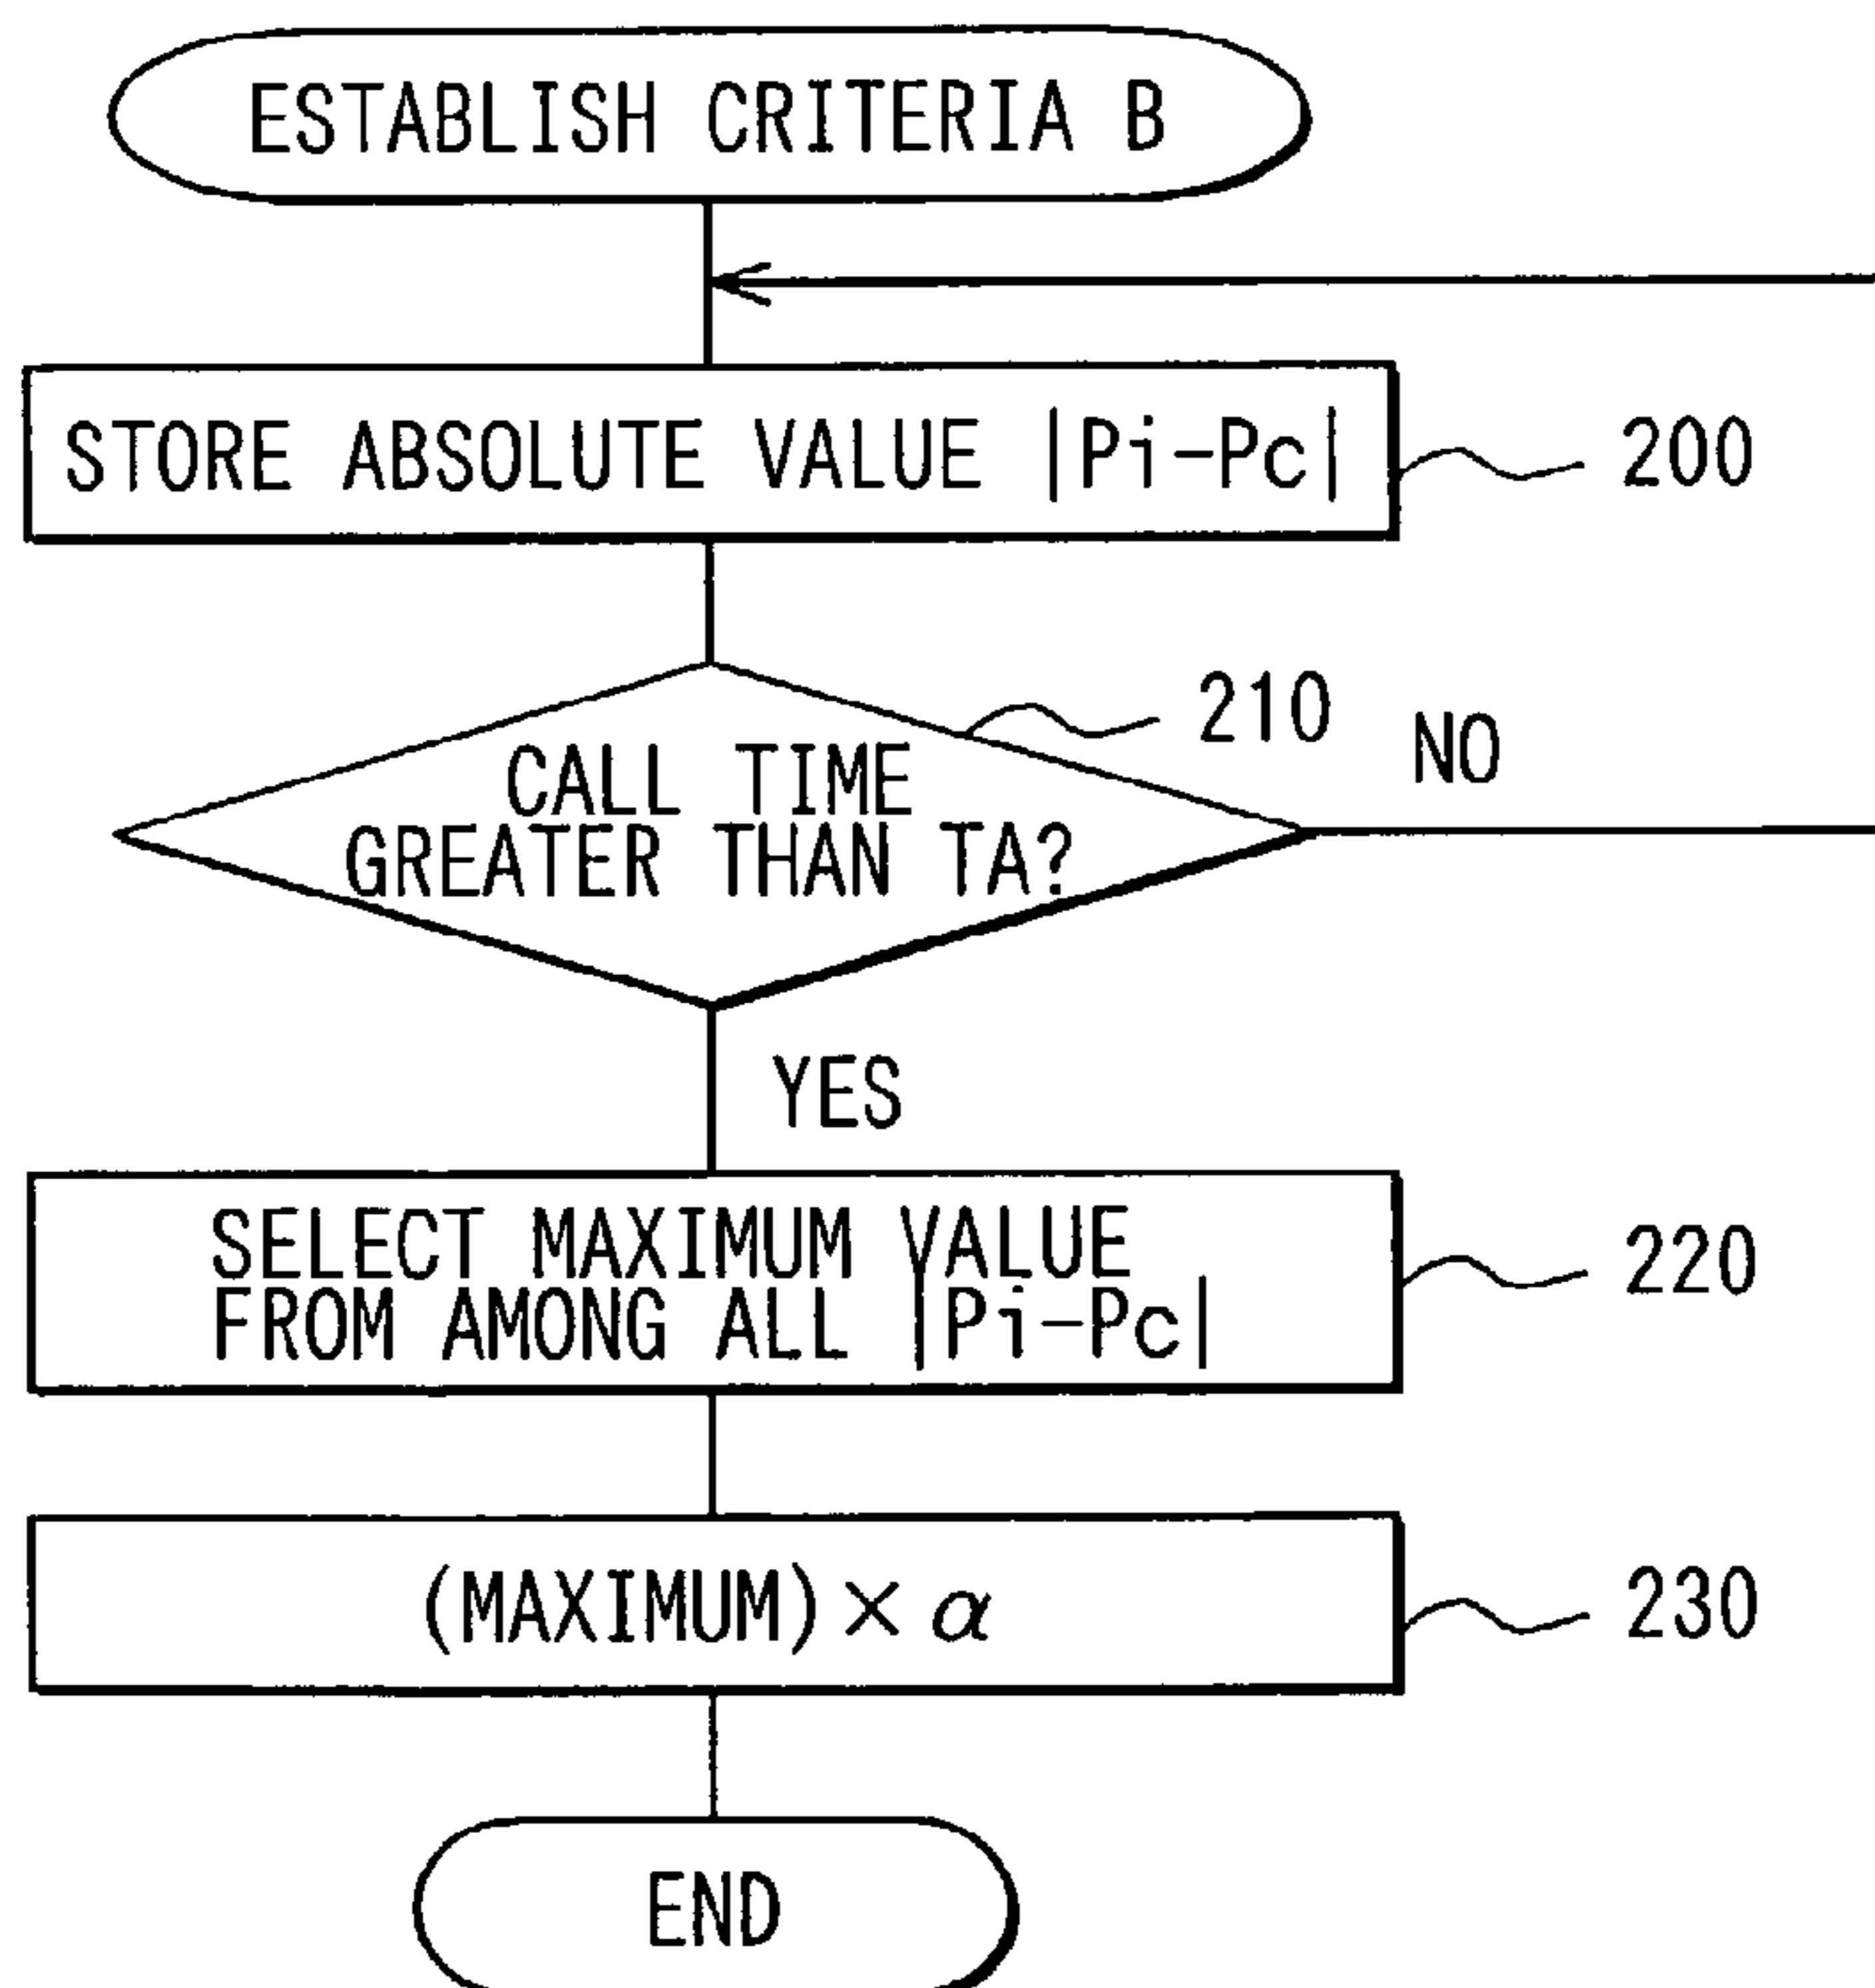 ESTABLISH CRITERIA B
STORE ABSOLUTE VALUE |Pi-Pc|
200
210
CALL TIME
GREATER THAN TA?
NO
YES
SELECT MAXIMUM VALUE
FROM AMONG ALL |Pi-Pc|
220
(MAXIMUM)× α
230
END